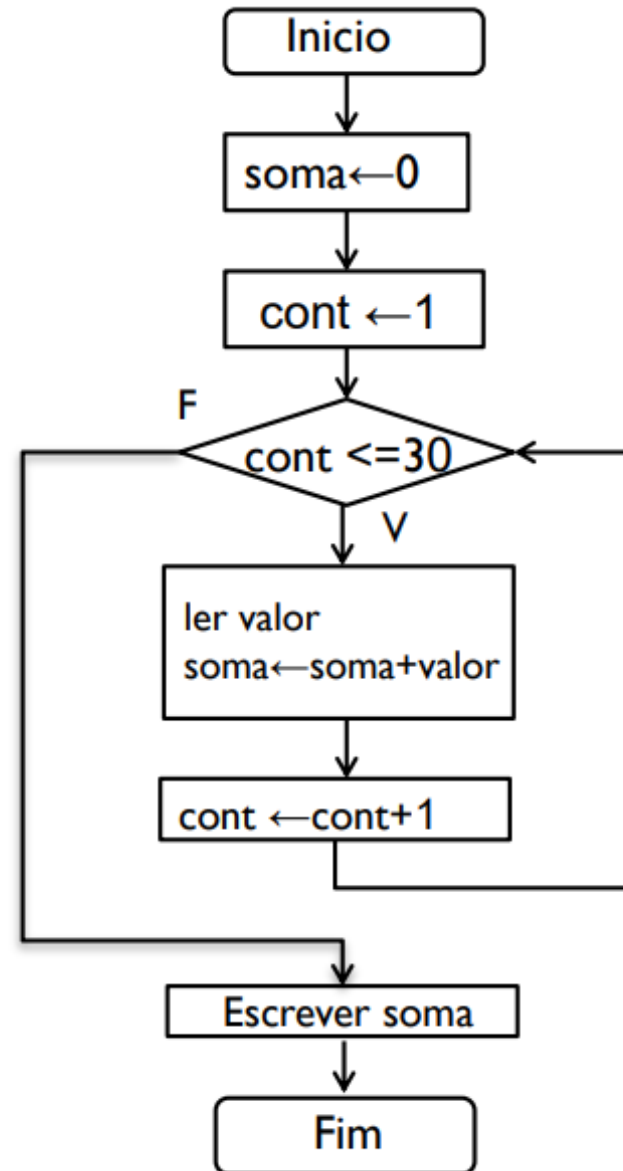 Inicio
soma←0
cont ←1
F
cont <=30
V
ler valor
soma←soma+valor
cont ←cont+1
Escrever soma
Fim